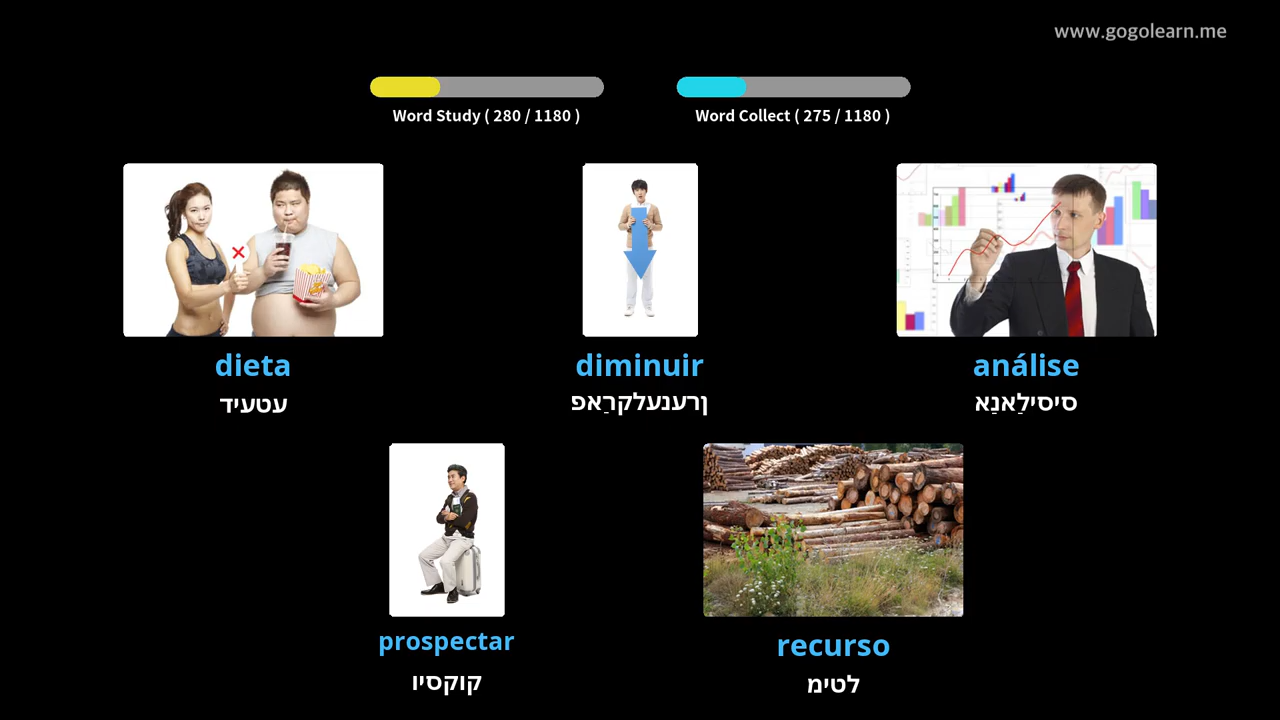 www.gogolearn.me
Word Study ( 280 / 1180 )
Word Collect ( 275 / 1180 )
dieta
עטעיד
diminuir
ןרענעלקרַאפ
análise
סיסילַאנַא
prospectar
קוקסיו
recurso
לטימ